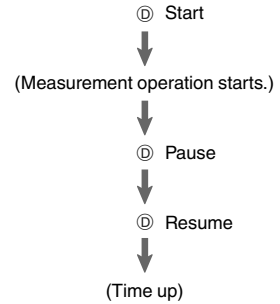 Ⓓ Start
(Measurement operation starts.)
Ⓓ Pause
Ⓓ Resume
(Time up)